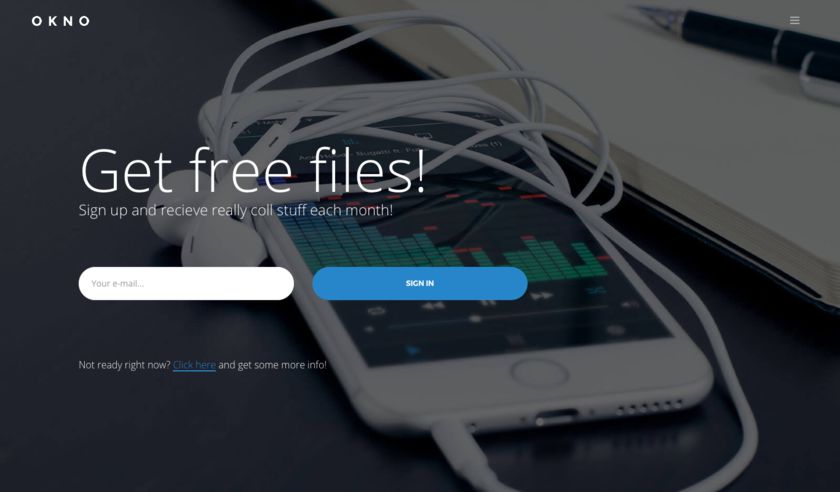 OKNO
Get free files!
Sign up and recieve really coll stuff each month!
Your e-mail...
SIGN IN
Not ready right now? Click here and get some more info!